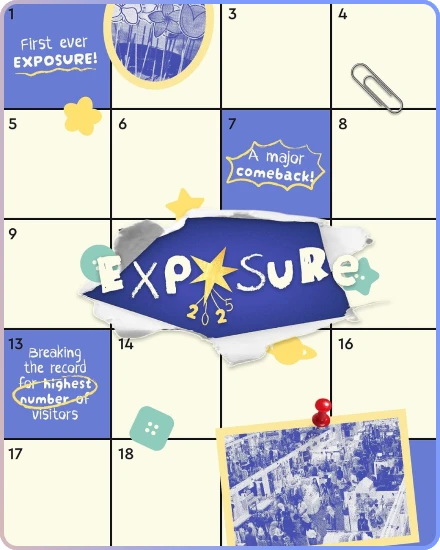 1
First ever
EXPOSURE!
3
4
5
6
7
A major
comeback!
8
9
EXPOSURe
2025
13
Breaking
the record
for highest
number of
visitors
14
16
17
18